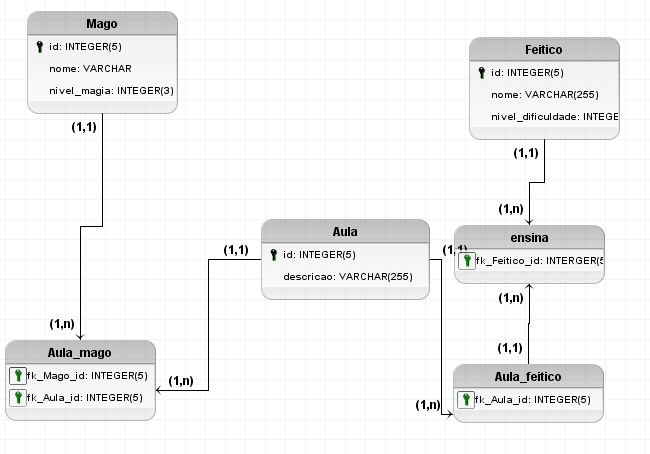 Mago
id: INTEGER(5)
nome: VARCHAR
nivel_magia: INTEGER(3)
(1,1)
Feitico
id: INTEGER(5)
nome: VARCHAR(255)
nivel_dificuldade: INTEGE
(1,1)
(1,n)
ensina
fk_Feitico_id: INTERGER(5
(1,n)
Aula
id: INTEGER(5)
descricao: VARCHAR(255)
(1,1)
(1,1)
(1,n)
Aula_mago
fk_Mago_id: INTEGER(5)
fk_Aula_id: INTEGER(5)
(1,n)
(1,1)
Aula_feitico
fk_Aula_id: INTEGER(5)
(1,n)